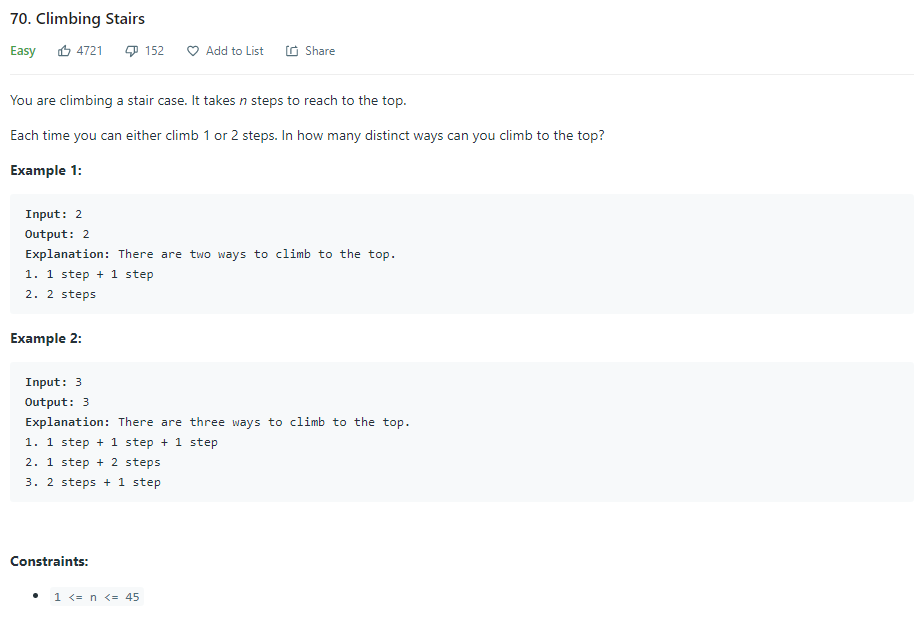 70. Climbing Stairs
Easy 4721 152 Add to List Share
You are climbing a stair case. It takes n steps to reach to the top.
Each time you can either climb 1 or 2 steps. In how many distinct ways can you climb to the top?
Example 1:
Input: 2
Output: 2
Explanation: There are two ways to climb to the top.
1. 1 step + 1 step
2. 2 steps
Example 2:
Input: 3
Output: 3
Explanation: There are three ways to climb to the top.
1. 1 step + 1 step + 1 step
2. 1 step + 2 steps
3. 2 steps + 1 step
Constraints:
• 1 <= n <= 45